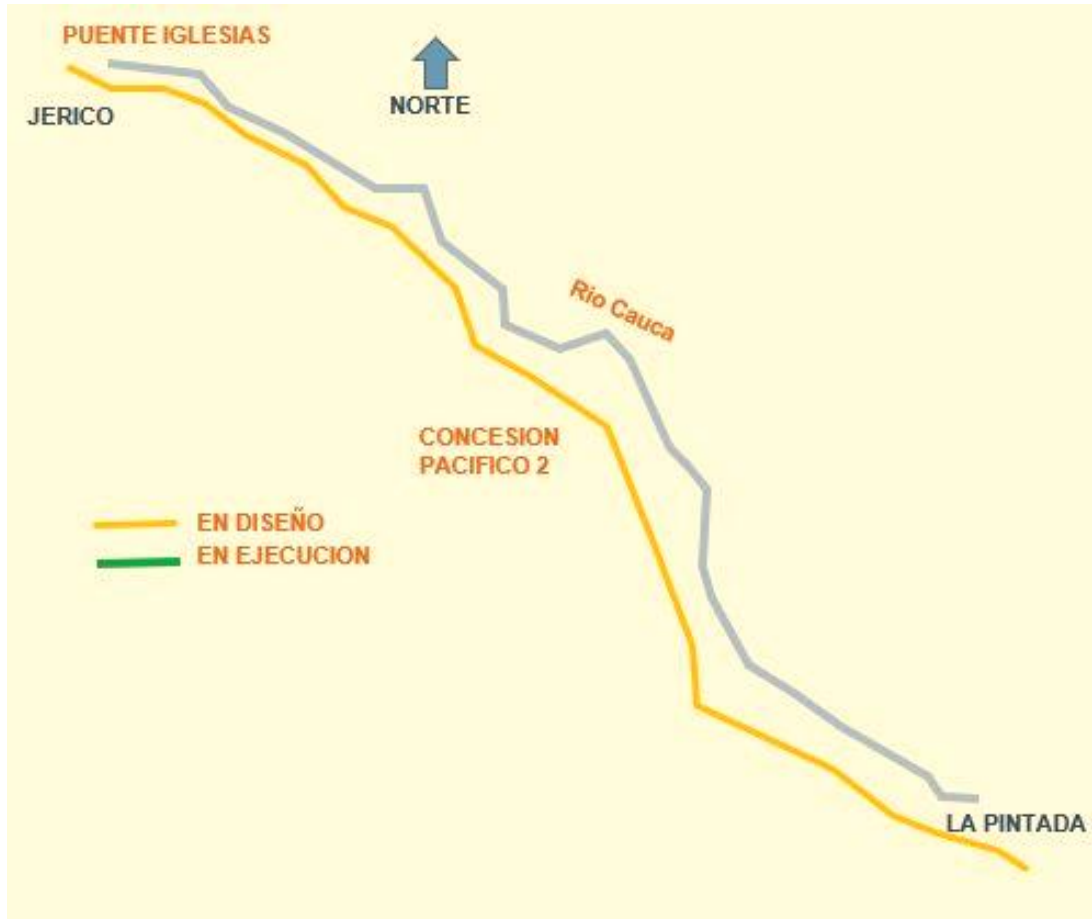 PUENTE IGLESIAS
NORTE
JERICO
Rio Cauca
CONCESION
PACIFICO 2
EN DISEÑO
EN EJECUCION
LA PINTADA